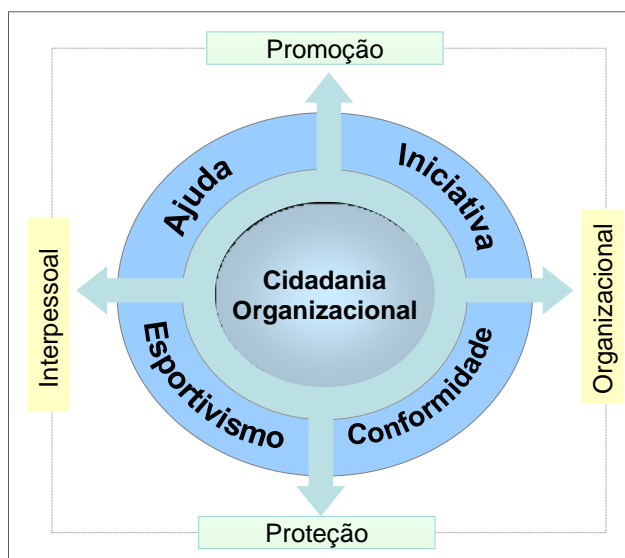 Promoção
Ajuda
Iniciativa
Interpessoal
Cidadania
Organizacional
Organizacional
Esportivismo
Conformidade
Proteção